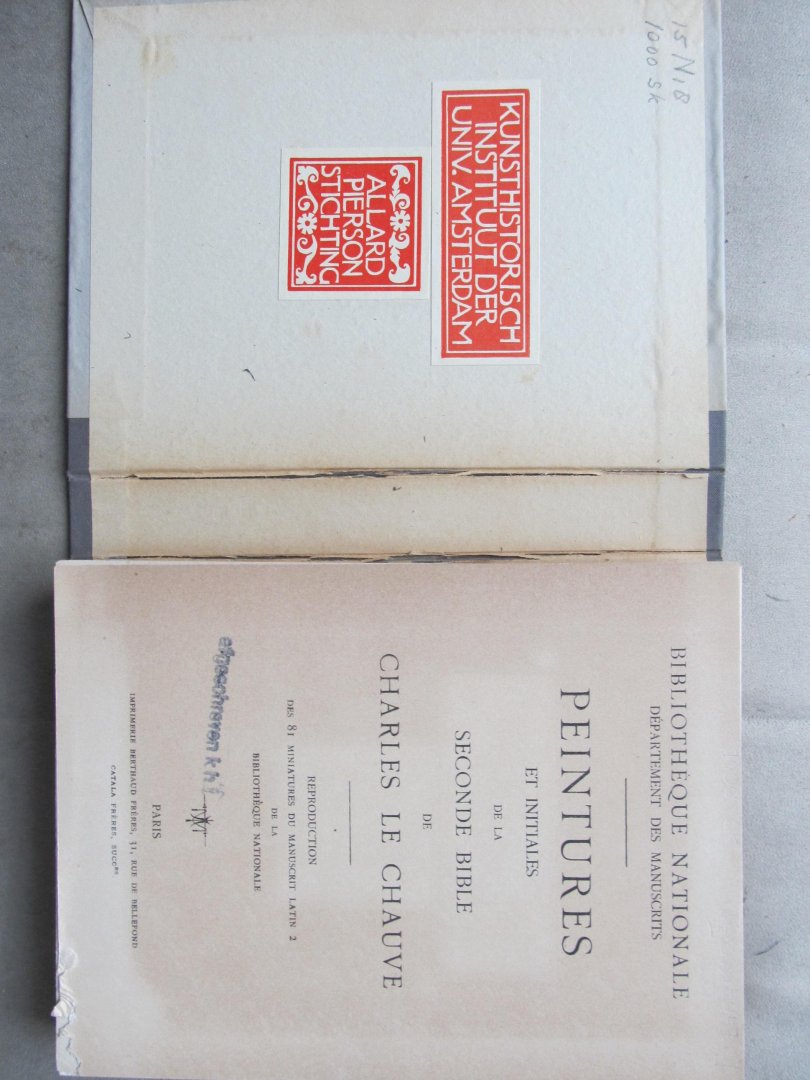 15 N 18
1000 sk
KUNSTHISTORISCH
INSTITUUT DER
UNIV. AMSTERDAM
ALLARD
PIERSON
STICHTING
BIBLIOTHÈQUE NATIONALE
DÉPARTEMENT DES MANUSCRITS
PEINTURES
ET INITIALES
DE LA
SECONDE BIBLE
DE
CHARLES LE CHAUVE
REPRODUCTION
DES 81 MINIATURES DU MANUSCRIT LATIN 2
DE LA
BIBLIOTHÈQUE NATIONALE
afgeschreven k h i
PARIS
IMPRIMERIE BERTHAUD FRÈRES, 31, RUE DE BELLEFOND
CATALA FRÈRES, SUCCRS